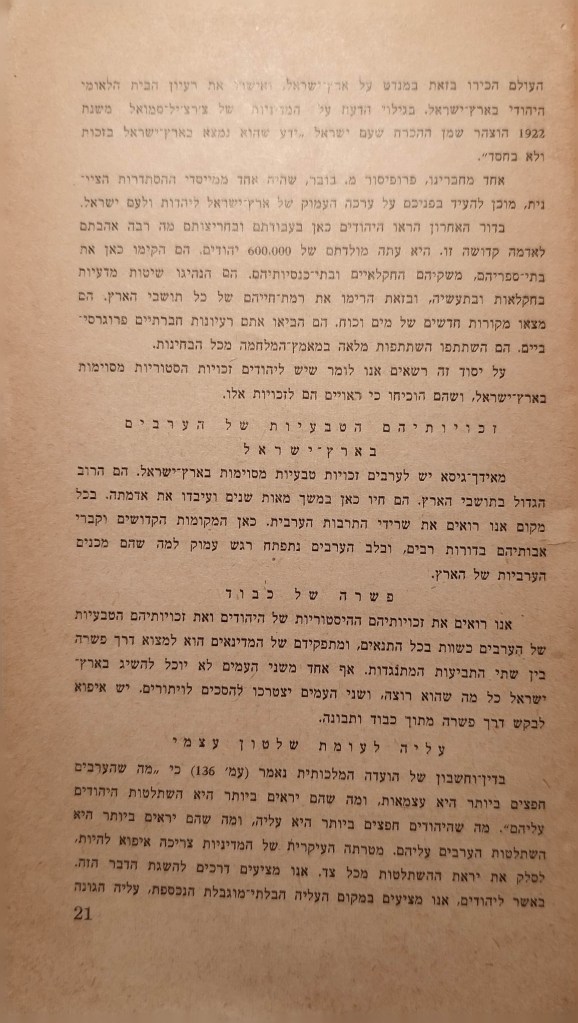 העולם הכירו בזאת במנדט על ארץ־ישראל, ואישרו את רעיון הבית הלאומי
היהודי בארץ־ישראל. בגילוי הדעת על המדיניות של צ׳רצ׳יל־סמואל משנת
1922 הוצהר שמן ההכרח שעם ישראל „ידע שהוא נמצא בארץ־ישראל בזכות
ולא בחסד”.
אחד מחברינו, פרופיסור מ. בובר, שהיה אחד ממייסדי ההסתדרות הציו־
נית, מוכן להעיד בפניכם על ערכה העמוק של ארץ־ישראל ליהדות ולעם ישראל.
בדור האחרון הראו היהודים כאן בעבודתם ובחריצותם מה רבה אהבתם
לאדמה קדושה זו. היא עתה מולדתם של 600.000 יהודים. הם הקימו כאן את
בתי־ספריהם, משקיהם החקלאיים ובתי־כנסיותיהם. הם הנהיגו שיטות מדעיות
בחקלאות ובתעשיה, ובזאת הרימו את רמת־חייהם של כל תושבי הארץ. הם
מצאו מקורות חדשים של מים וכוח. הם הביאו אתם רעיונות חברתיים פרוגרסי־
ביים. הם השתתפו השתתפות מלאה במאמץ־המלחמה מכל הבחינות.
על יסוד זה רשאים אנו לומר שיש ליהודים זכויות הסטוריות מסוימות
בארץ־ישראל, ושהם הוכיחו כי ראויים הם לזכויות אלו.
זכויותיהם הטבעיות של הערבים
בארץ־ישראל
מאידך־גיסא יש לערבים זכויות טבעיות מסוימות בארץ־ישראל. הם הרוב
הגדול בתושבי הארץ. הם חיו כאן במשך מאות שנים ועיבדו את אדמתה. בכל
מקום אנו רואים את שרידי התרבות הערבית. כאן המקומות הקדושים וקברי
אבותיהם בדורות רבים, ובלב הערבים נתפתח רגש עמוק למה שהם מכנים
הערביות של הארץ.
פשרה של כבוד
אנו רואים את זכויותיהם ההיסטוריות של היהודים ואת זכויותיהם הטבעיות
של הערבים כשוות בכל התנאים, ומתפקידם של המדינאים הוא למצוא דרך פשרה
בין שתי התביעות המתנגדות. אף אחד משני העמים לא יוכל להשיג בארץ־
ישראל כל מה שהוא רוצה, ושני העמים יצטרכו להסכים לויתורים. יש איפוא
לבקש דרך פשרה מתוך כבוד ותבונה.
עליה לעומת שלטון עצמי
בדין־וחשבון של הועדה המלכותית נאמר (עמ׳ 136) כי „מה שהערבים
חפצים ביותר היא עצמאות, ומה שהם יראים ביותר היא השתלטות היהודים
עליהם”. מה שהיהודים חפצים ביותר היא עליה, ומה שהם יראים ביותר היא
השתלטות הערבים עליהם. מטרתה העיקרית של המדיניות צריכה איפוא להיות,
לסלק את יראת ההשתלטות מכל צד. אנו מציעים דרכים להשגת הדבר הזה.
באשר ליהודים, אנו מציעים במקום העליה הבלתי־מוגבלת הנכספת, עליה הגונה
21